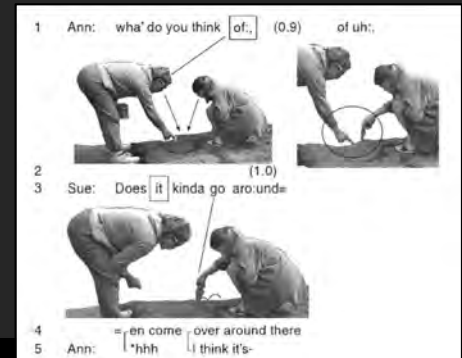 1 Ann: wha' do you think of:, (0.9) of uh:,
2 (1.0)
3 Sue: Does it kinda go aro:und=
4 =en come over around there
5 Ann: *hhh I think it's-